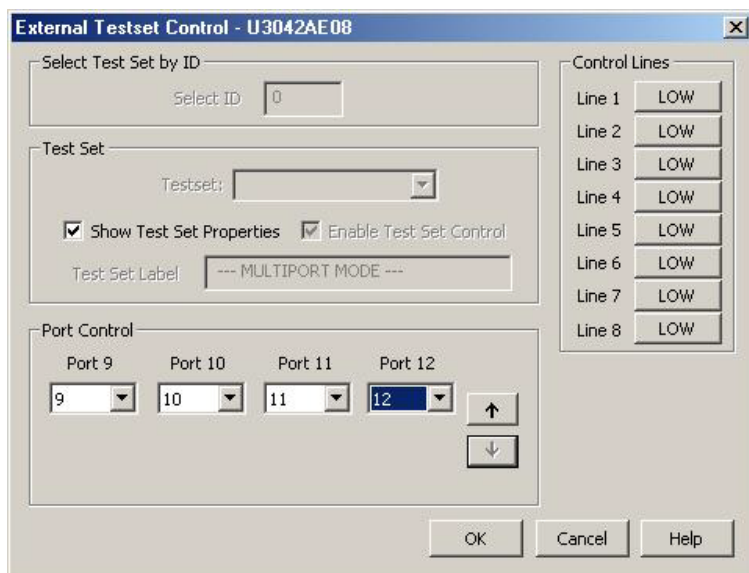 External Testset Control - U3042AE08
Select Test Set by ID
Select ID 0
Test Set
Testset:
Show Test Set Properties Enable Test Set Control
Test Set Label --- MULTIPORT MODE ---
Port Control
Port 9 Port 10 Port 11 Port 12
9 10 11 12
Control Lines
Line 1 LOW
Line 2 LOW
Line 3 LOW
Line 4 LOW
Line 5 LOW
Line 6 LOW
Line 7 LOW
Line 8 LOW
OK Cancel Help